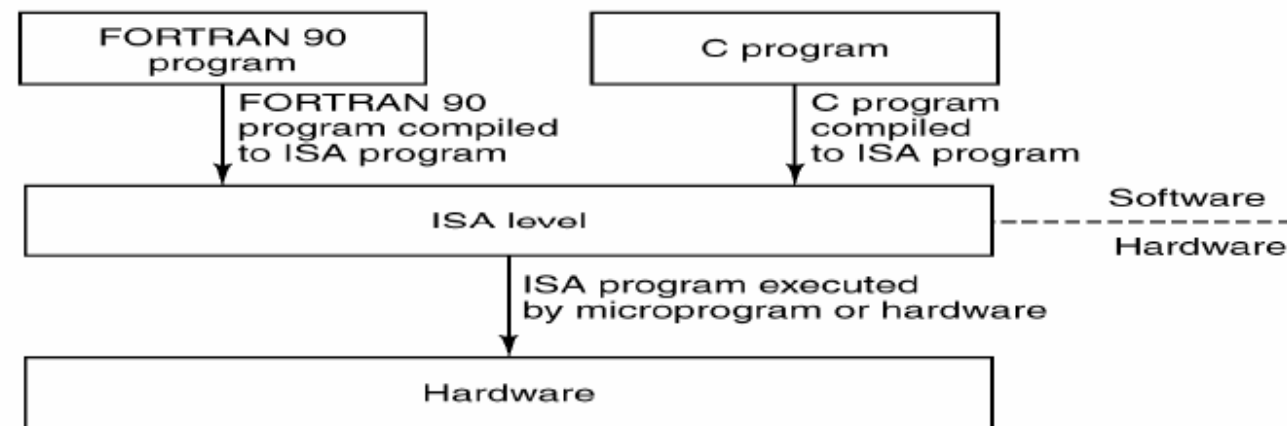 FORTRAN 90
program
C program
FORTRAN 90
program compiled
to ISA program
C program
compiled
to ISA program
ISA level
Software
Hardware
ISA program executed
by microprogram or hardware
Hardware